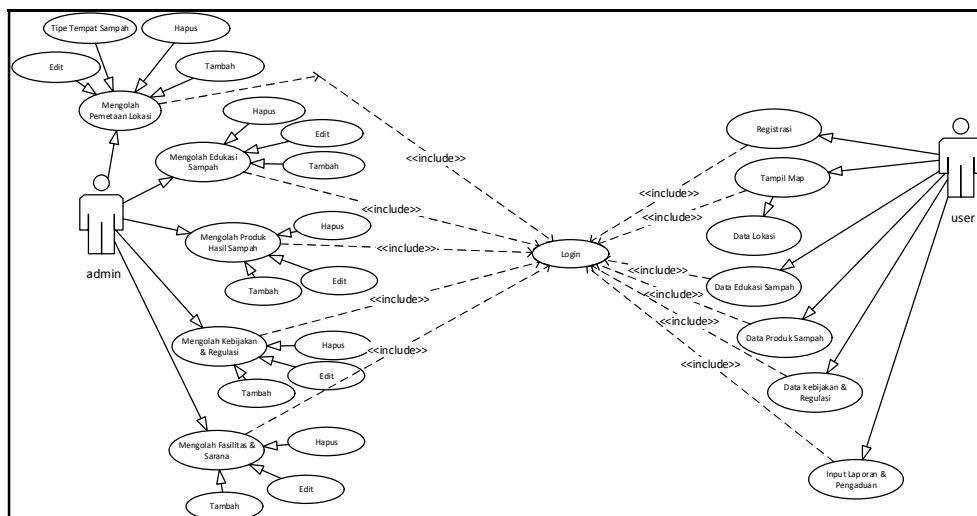 Tipe Tempat Sampah
Hapus
Edit
Tambah
Mengolah
Pemetaan Lokasi
Hapus
Edit
Mengolah Edukasi
Sampah
Tambah
<<include>>
Registrasi
Tampil Map
user
admin
<<include>>
<<include>>
Hapus
Mengolah Produk
Hasil Sampah
Data Lokasi
<<include>>
Login
Edit
Tambah
<<include>>
Data Edukasi Sampah
<<include>>
<<include>>
<<include>>
Data Produk Sampah
Mengolah Kebijakan
& Regulasi
Hapus
<<include>>
<<include>>
Edit
Tambah
Data kebijakan &
Regulasi
Mengolah Fasilitas &
Sarana
Hapus
Edit
Tambah
Input Laporan &
Pengaduan